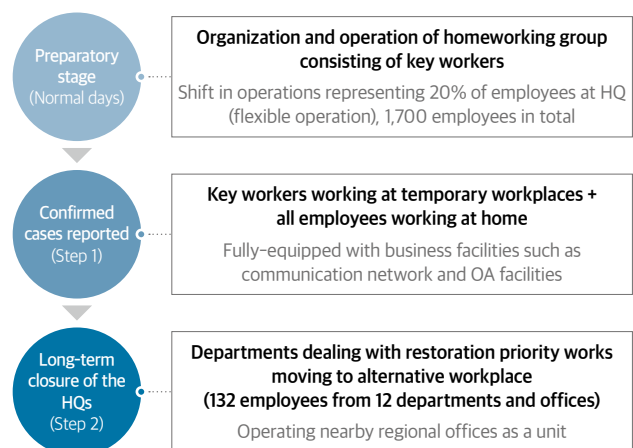 Preparatory
stage
(Normal days)
Organization and operation of homeworking group
consisting of key workers
Shift in operations representing 20% of employees at HQ
(flexible operation), 1,700 employees in total
Confirmed
cases reported
(Step 1)
Key workers working at temporary workplaces +
all employees working at home
Fully-equipped with business facilities such as
communication network and OA facilities
Long-term
closure of the
HQs
(Step 2)
Departments dealing with restoration priority works
moving to alternative workplace
(132 employees from 12 departments and offices)
Operating nearby regional offices as a unit